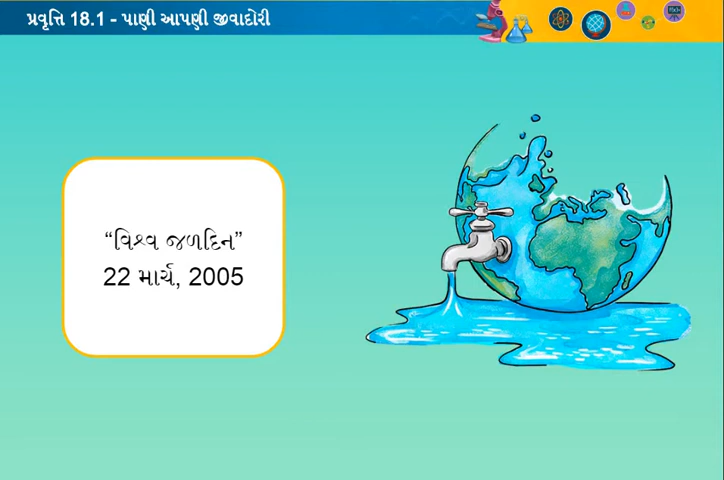 પ્રવૃત્તિ 18.1 - પાણી આપણી જીવાદોરી
“વિશ્વ જળદિન”
22 માર્ચ, 2005